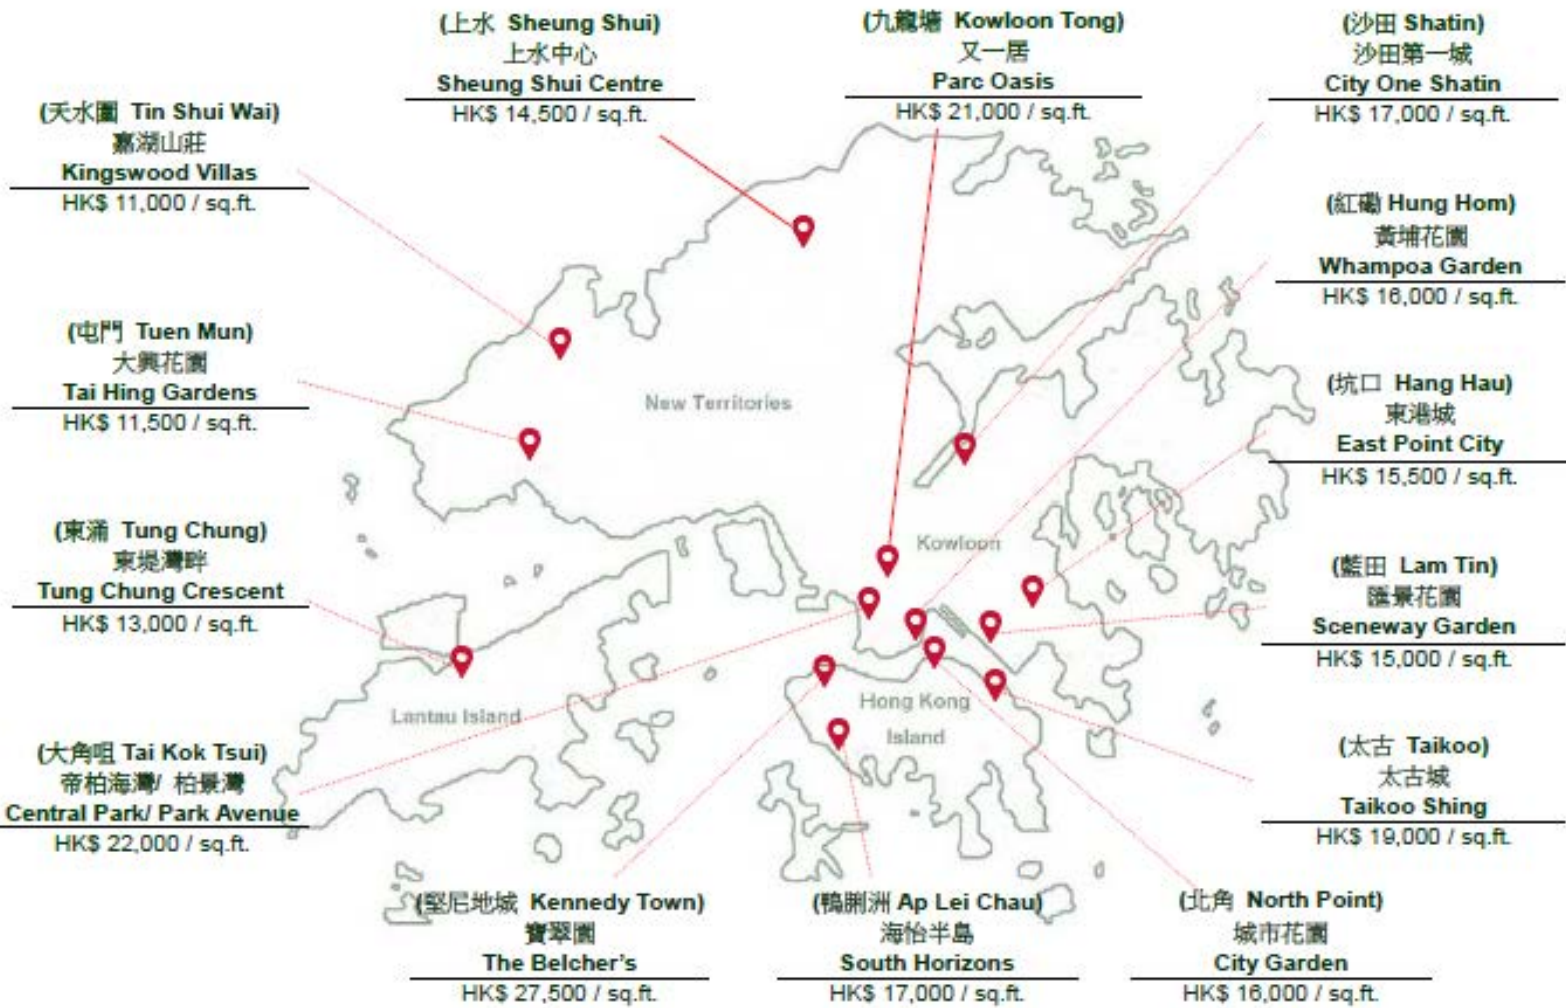 (上水 Sheung Shui)
上水中心
Sheung Shui Centre
HK$ 14,500 / sq.ft.
(九龍塘 Kowloon Tong)
又一居
Parc Oasis
HK$ 21,000 / sq.ft.
(沙田 Shatin)
沙田第一城
City One Shatin
HK$ 17,000 / sq.ft.
(天水圍 Tin Shui Wai)
嘉湖山莊
Kingswood Villas
HK$ 11,000 / sq.ft.
(紅磡 Hung Hom)
黃埔花園
Whampoa Garden
HK$ 16,000 / sq.ft.
(屯門 Tuen Mun)
大興花園
Tai Hing Gardens
HK$ 11,500 / sq.ft.
New Territories
(坑口 Hang Hau)
東港城
East Point City
HK$ 15,500 / sq.ft.
(東涌 Tung Chung)
東堤灣畔
Tung Chung Crescent
HK$ 13,000 / sq.ft.
Kowloon
(藍田 Lam Tin)
匯景花園
Sceneway Garden
HK$ 15,000 / sq.ft.
Lantau Island
Hong Kong
Island
(大角咀 Tai Kok Tsui)
帝柏海灣/ 柏景灣
Central Park/ Park Avenue
HK$ 22,000 / sq.ft.
(太古 Taikoo)
太古城
Taikoo Shing
HK$ 19,000 / sq.ft.
(堅尼地城 Kennedy Town)
寶翠園
The Belcher's
HK$ 27,500 / sq.ft.
(鴨脷洲 Ap Lei Chau)
海怡半島
South Horizons
HK$ 17,000 / sq.ft.
(北角 North Point)
城市花園
City Garden
HK$ 16,000 / sq.ft.